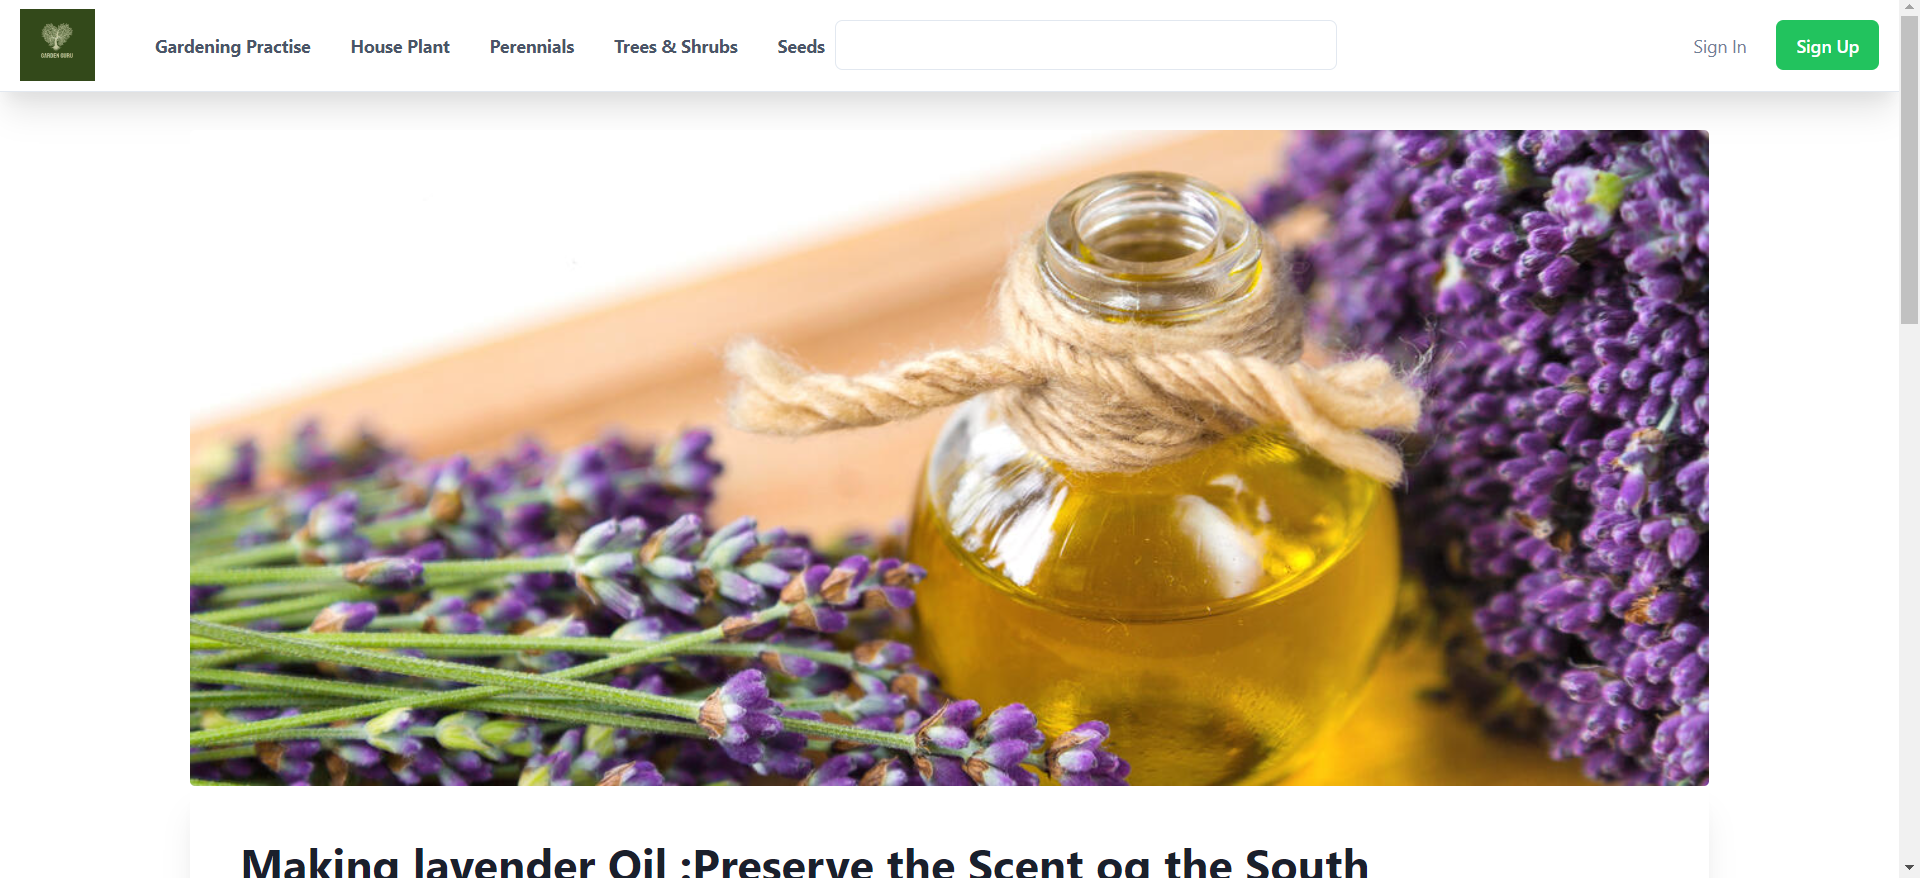 GARDEN GURU
Gardening Practise House Plant Perennials Trees & Shrubs Seeds Sign In Sign Up
Making lavender Oil :Preserve the Scent og the South